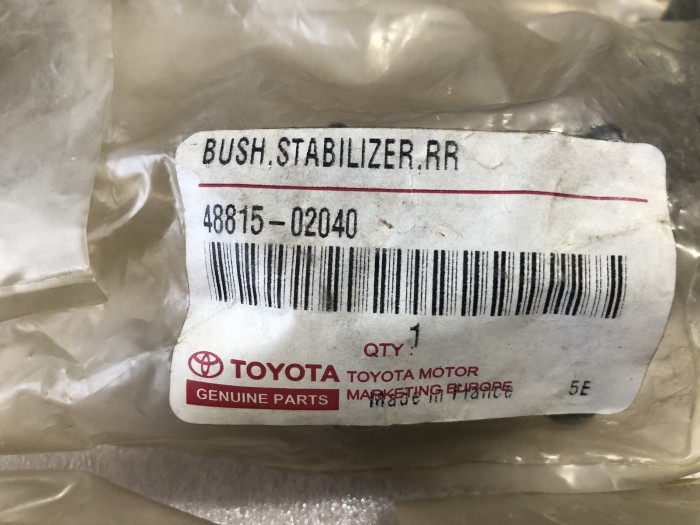 BUSH,STABILIZER,RR
48815-02040
QTY 1
TOYOTA TOYOTA MOTOR
GENUINE PARTS MARKETING EUROPE
Made in France 5E